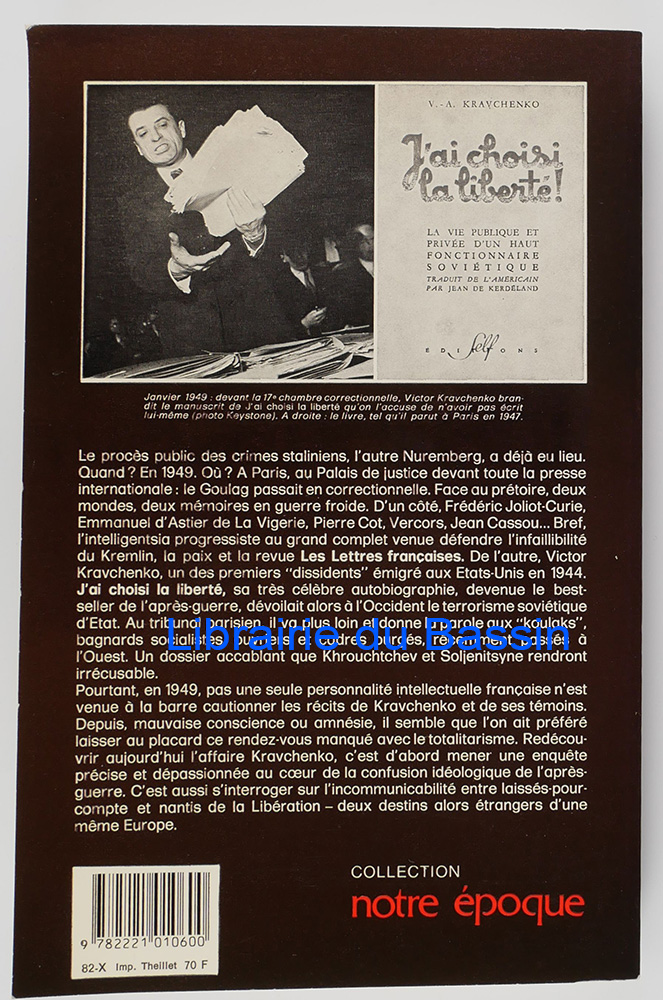 V.-A. KRAVCHENKO
J'ai choisi
la liberté!
LA VIE PUBLIQUE ET
PRIVÉE D'UN HAUT
FONCTIONNAIRE
SOVIÉTIQUE
TRADUIT DE L'AMÉRICAIN
PAR JEAN DE KERDÉLAND
Self
EDITIONS
Janvier 1949 : devant la 17e chambre correctionnelle, Victor Kravchenko bran-
dit le manuscrit de J'ai choisi la liberté qu'on l'accuse de n'avoir pas écrit
lui-même (photo Keystone). A droite : le livre, tel qu'il parut à Paris en 1947.
Le procès public des crimes staliniens, l'autre Nuremberg, a déjà eu lieu.
Quand ? En 1949. Où ? A Paris, au Palais de justice devant toute la presse
internationale : le Goulag passait en correctionnelle. Face au prétoire, deux
mondes, deux mémoires en guerre froide. D'un côté, Frédéric Joliot-Curie,
Emmanuel d'Astier de La Vigerie, Pierre Cot, Vercors, Jean Cassou... Bref,
l'intelligentsia progressiste au grand complet venue défendre l'infaillibilité
du Kremlin, la paix et la revue Les Lettres françaises. De l'autre, Victor
Kravchenko, un des premiers "dissidents" émigré aux Etats-Unis en 1944.
J'ai choisi la liberté, sa très célèbre autobiographie, devenue le best-
seller de l'après-guerre, dévoilait alors à l'Occident le terrorisme soviétique
d'Etat. Au tribunal parisien, il va plus loin et donne la parole aux "koulaks",
bagnards socialistes, ouvriers et cadres purgés, récemment passés à
l'Ouest. Un dossier accablant que Khrouchtchev et Soljenitsyne rendront
irrécusable.
Librairie du Bassin
Pourtant, en 1949, pas une seule personnalité intellectuelle française n'est
venue à la barre cautionner les récits de Kravchenko et de ses témoins.
Depuis, mauvaise conscience ou amnésie, il semble que l'on ait préféré
laisser au placard ce rendez-vous manqué avec le totalitarisme. Redécou-
vrir aujourd'hui l'affaire Kravchenko, c'est d'abord mener une enquête
précise et dépassionnée au cœur de la confusion idéologique de l'après-
guerre. C'est aussi s'interroger sur l'incommunicabilité entre laissés-pour-
compte et nantis de la Libération – deux destins alors étrangers d'une
même Europe.
COLLECTION
notre époque
9 782221 010600
82-X Imp. Theillet 70 F